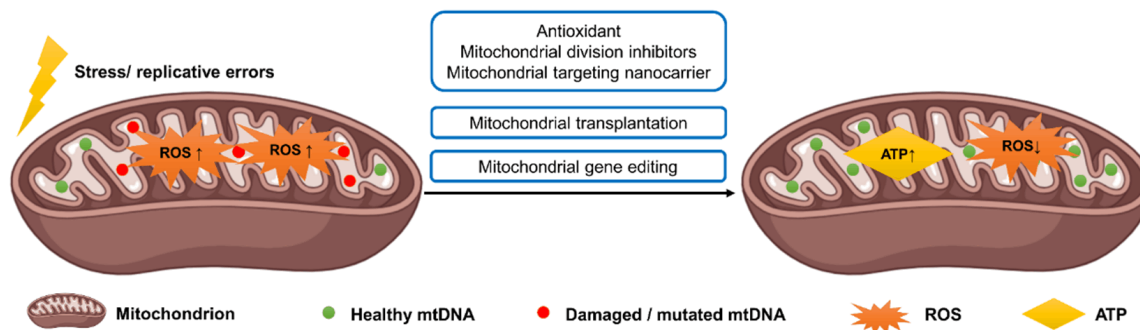 Antioxidant
Mitochondrial division inhibitors
Mitochondrial targeting nanocarrier
Stress/ replicative errors
Mitochondrial transplantation
Mitochondrial gene editing
ROS ↑
ROS ↑
ATP↑
ROS↓
Mitochondrion
Healthy mtDNA
Damaged / mutated mtDNA
ROS
ATP